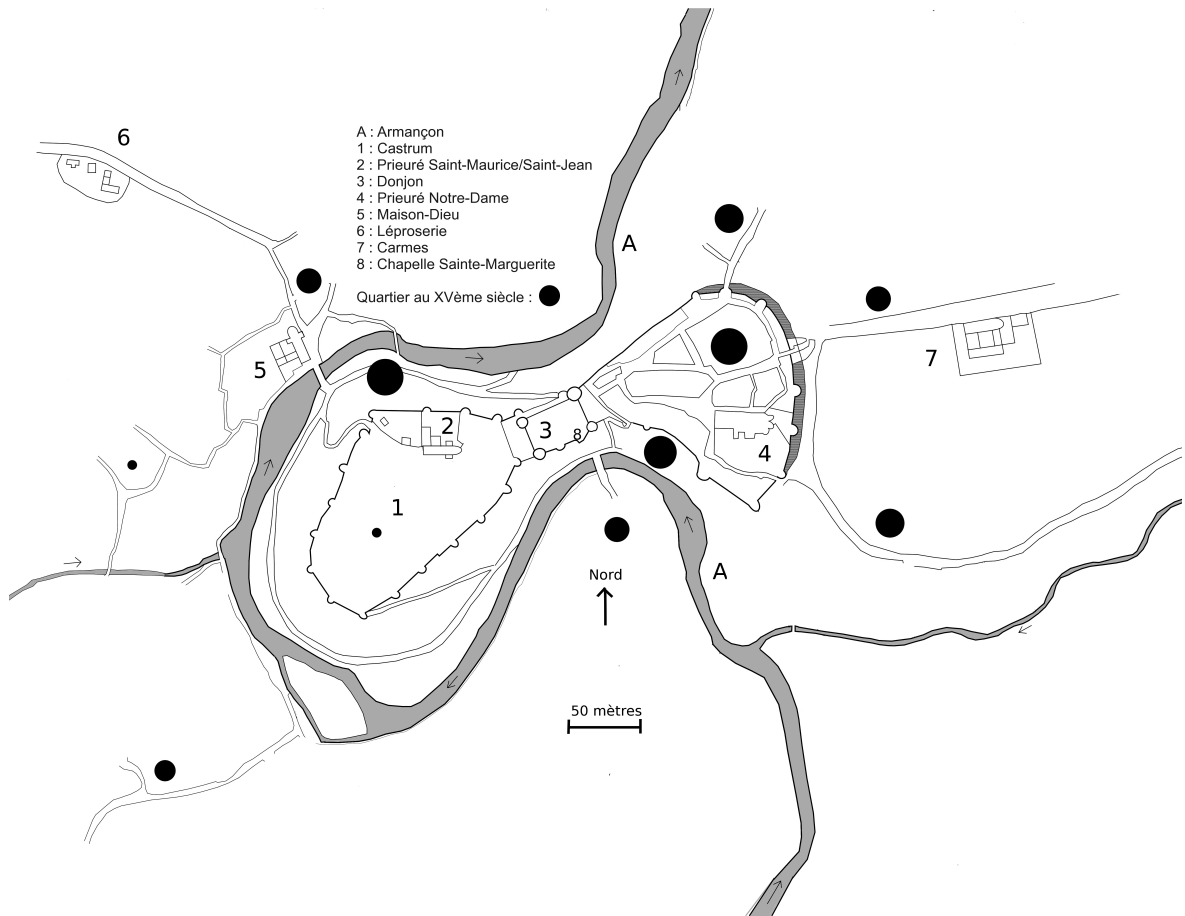 6
A : Armançon
1 : Castrum
2 : Prieuré Saint-Maurice/Saint-Jean
3 : Donjon
4 : Prieuré Notre-Dame
5 : Maison-Dieu
6 : Léproserie
7 : Carmes
8 : Chapelle Sainte-Marguerite
Quartier au XVème siècle :
A
7
5
2
3
8
4
1
A
Nord
50 mètres